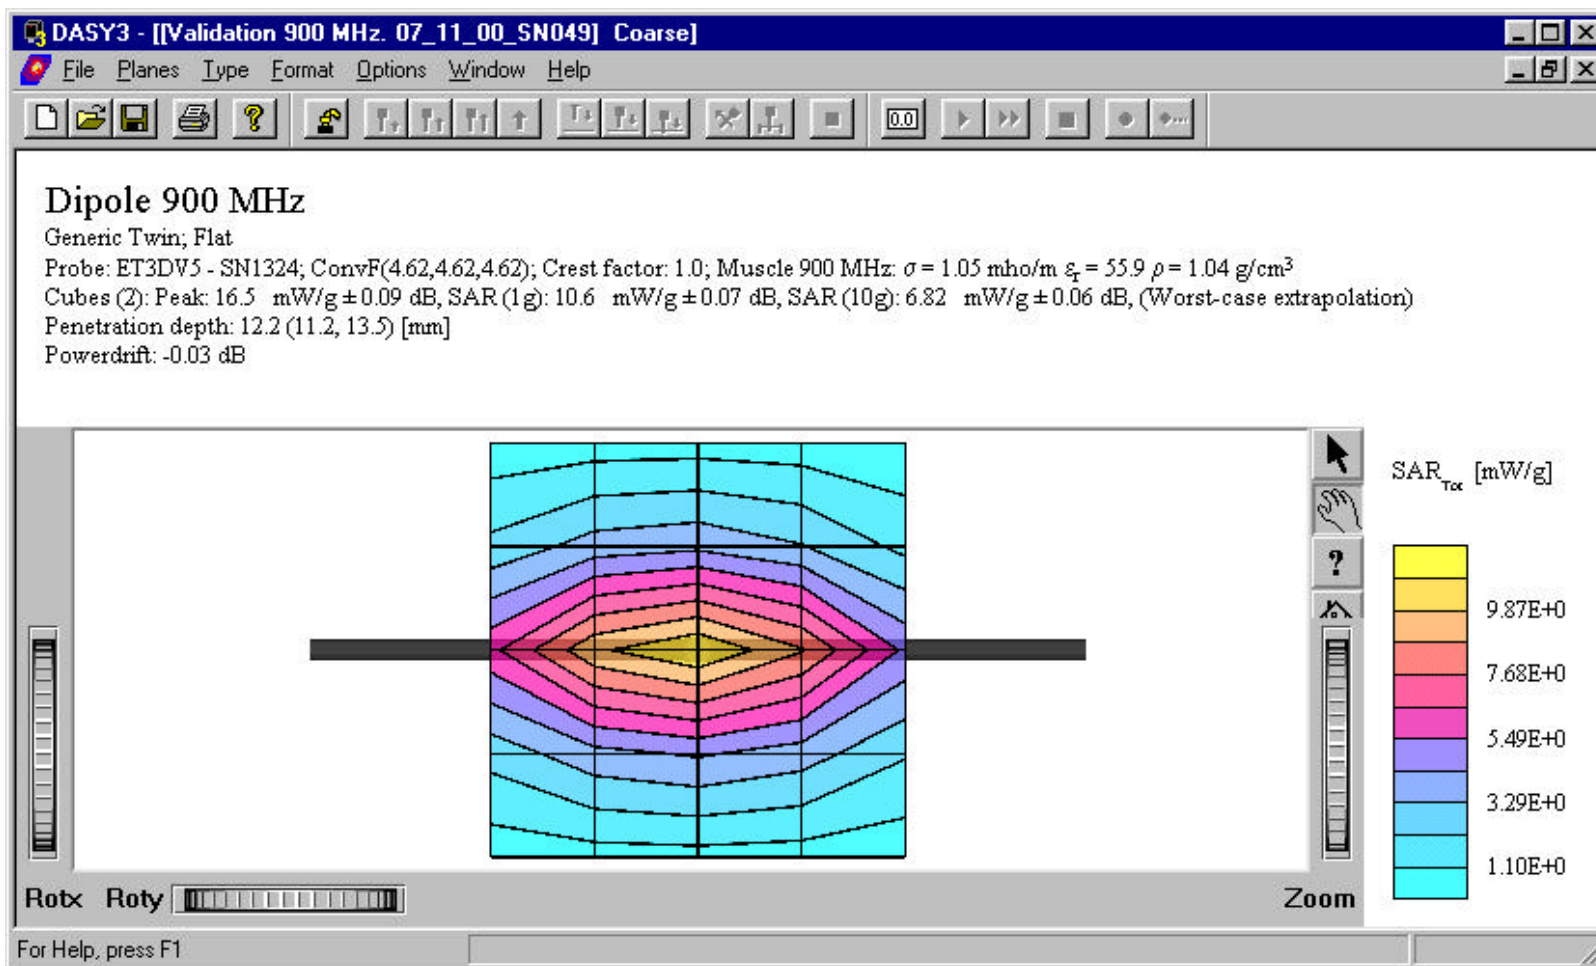 DASY3 - [[Validation 900 MHz. 07_11_00_SN049] Coarse]
File Planes Type Format Options Window Help
0.0
Dipole 900 MHz
Generic Twin; Flat
Probe: ET3DV5 - SN1324; ConvF(4.62,4.62,4.62); Crest factor: 1.0; Muscle 900 MHz: σ = 1.05 mho/m εr = 55.9 ρ = 1.04 g/cm³
Cubes (2): Peak: 16.5 mW/g ± 0.09 dB, SAR (1g): 10.6 mW/g ± 0.07 dB, SAR (10g): 6.82 mW/g ± 0.06 dB, (Worst-case extrapolation)
Penetration depth: 12.2 (11.2, 13.5) [mm]
Powerdrift: -0.03 dB
SAR Tot [mW/g]
9.87E+0
7.68E+0
5.49E+0
3.29E+0
1.10E+0
Rotx Roty Zoom
For Help, press F1